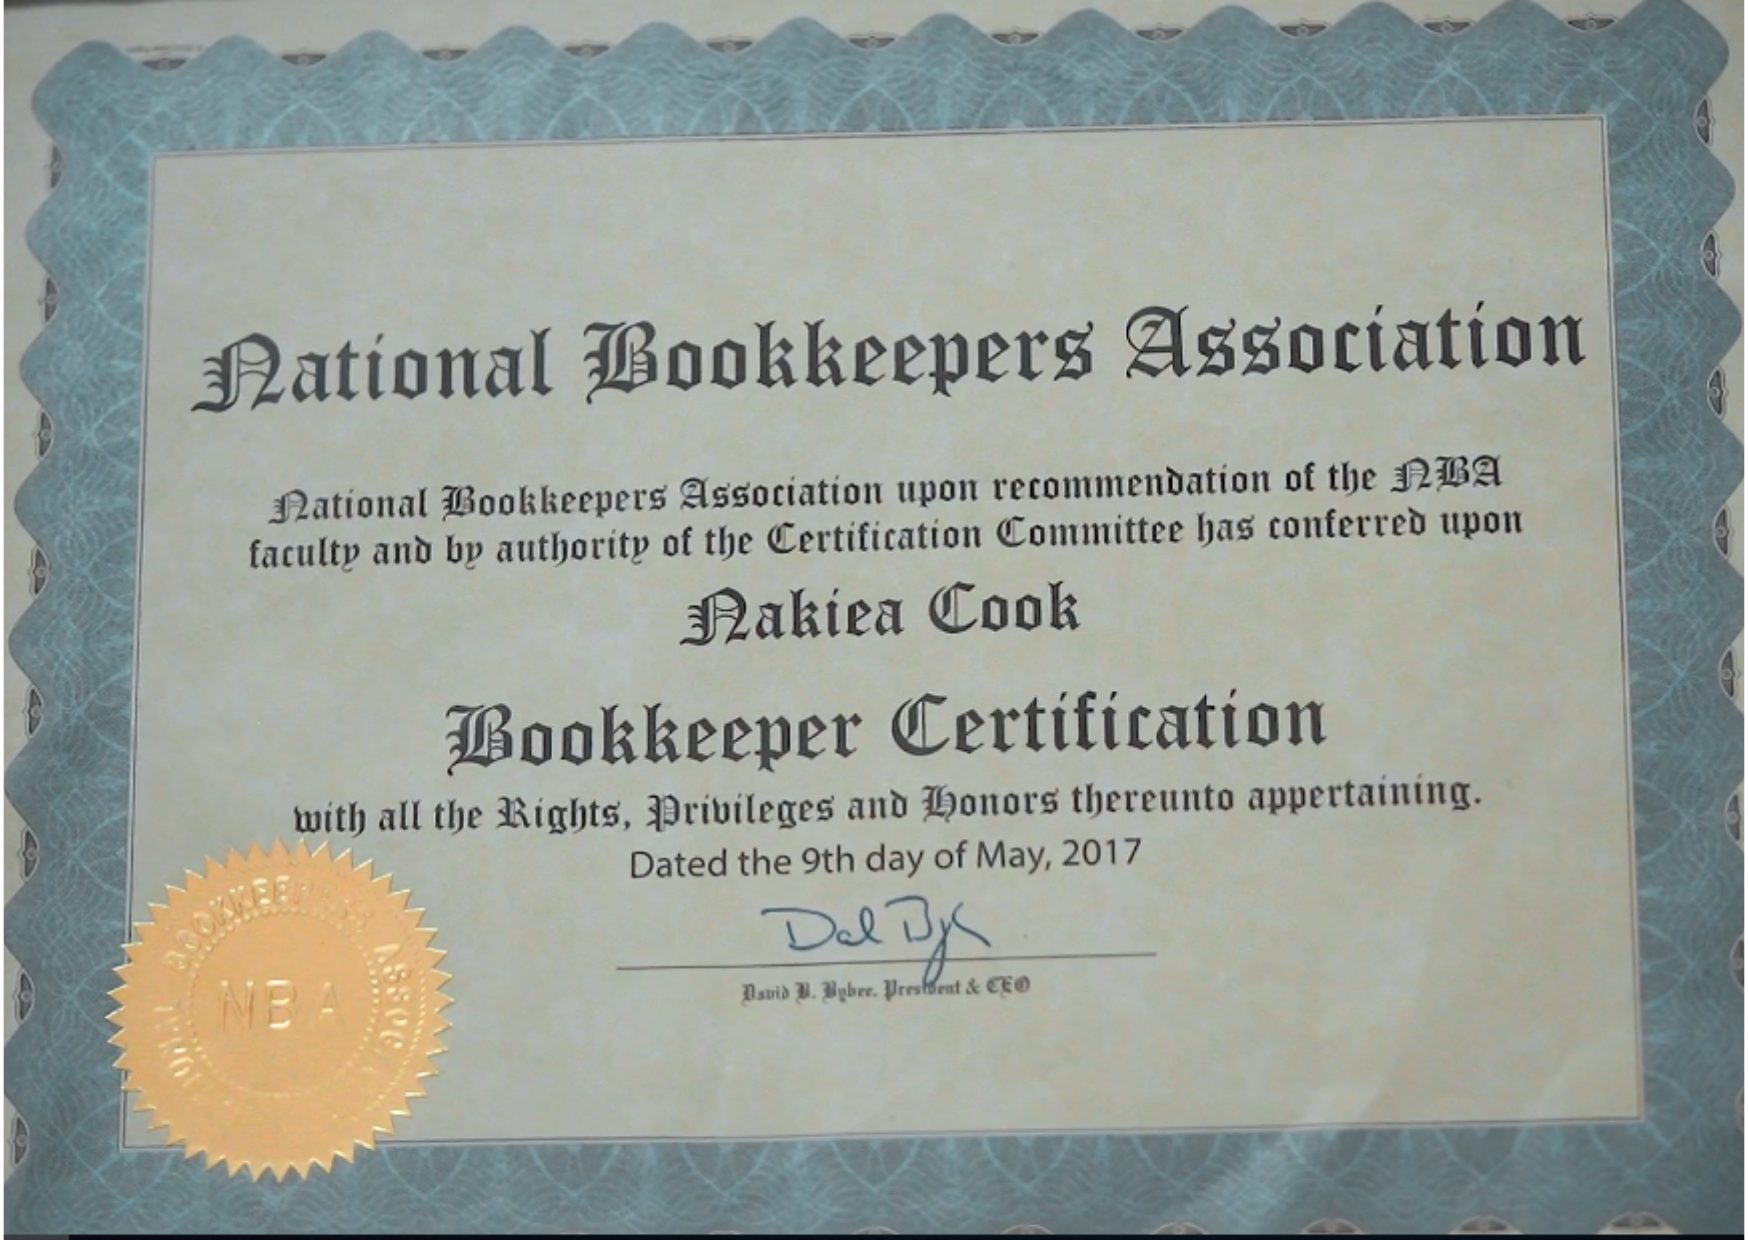 National Bookkeepers Association
National Bookkeepers Association upon recommendation of the NBA
faculty and by authority of the Certification Committee has conferred upon
Nakiea Cook
Bookkeeper Certification
with all the Rights, Privileges and Honors thereunto appertaining.
Dated the 9th day of May, 2017
David B. Bybee, President & CEO
BOOKKEEPERS
NBA